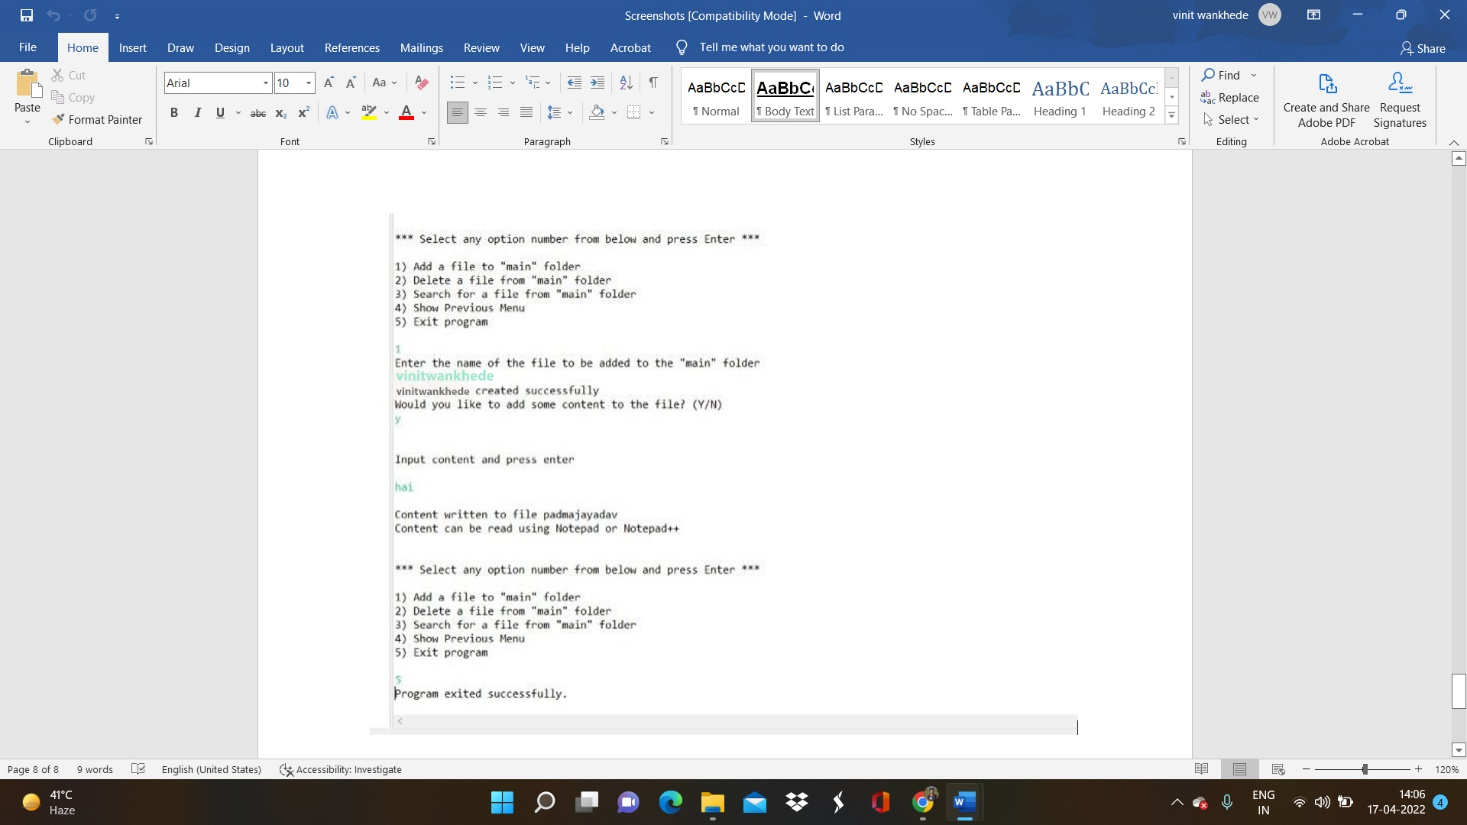 Screenshots [Compatibility Mode] - Word
vinit wankhede VW
File Home Insert Draw Design Layout References Mailings Review View Help Acrobat Tell me what you want to do Share
Paste
Cut
Copy
Format Painter
Clipboard
Arial 10
Font
Paragraph
AaBbCcD AaBbC AaBbCcD AaBbCcD AaBbCcD AaBbC AaBbCc
¶ Normal ¶ Body Text ¶ List Para... ¶ No Spac... ¶ Table Pa... Heading 1 Heading 2
Styles
Find
Replace
Select
Editing
Create and Share
Adobe PDF
Request
Signatures
Adobe Acrobat
*** Select any option number from below and press Enter ***
1) Add a file to "main" folder
2) Delete a file from "main" folder
3) Search for a file from "main" folder
4) Show Previous Menu
5) Exit program
1
Enter the name of the file to be added to the "main" folder
vinitwankhede
vinitwankhede created successfully
Would you like to add some content to the file? (Y/N)
y
Input content and press enter
hai
Content written to file padmajayadav
Content can be read using Notepad or Notepad++
*** Select any option number from below and press Enter ***
1) Add a file to "main" folder
2) Delete a file from "main" folder
3) Search for a file from "main" folder
4) Show Previous Menu
5) Exit program
5
Program exited successfully.
Page 8 of 8 9 words English (United States) Accessibility: Investigate 120%
41°C
Haze
ENG
IN
14:06
17-04-2022
4